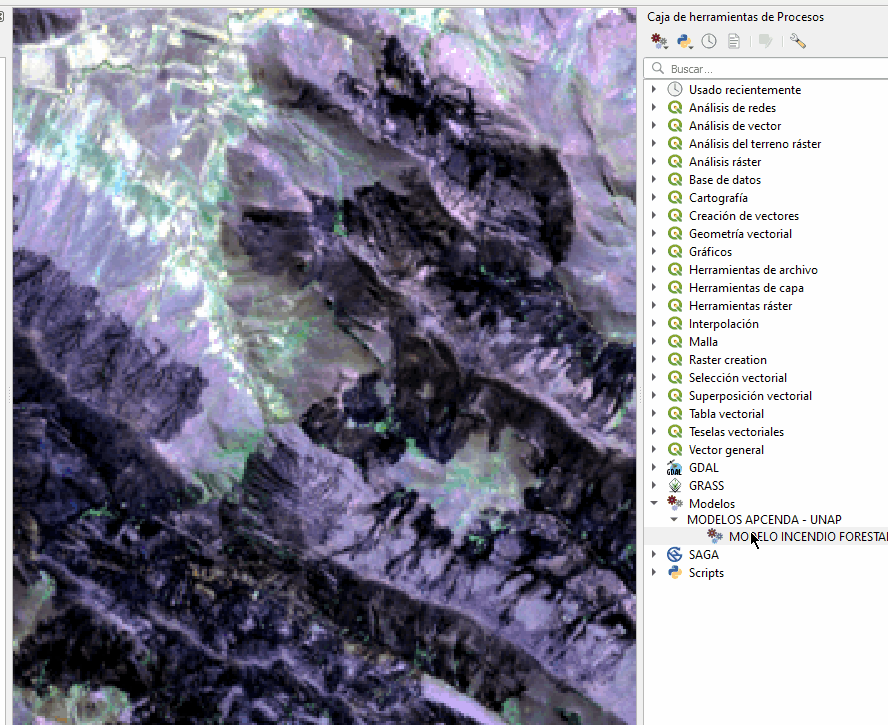 Caja de herramientas de Procesos
Buscar...
Usado recientemente
Análisis de redes
Análisis de vector
Análisis del terreno ráster
Análisis ráster
Base de datos
Cartografía
Creación de vectores
Geometría vectorial
Gráficos
Herramientas de archivo
Herramientas de capa
Herramientas ráster
Interpolación
Malla
Raster creation
Selección vectorial
Superposición vectorial
Tabla vectorial
Teselas vectoriales
Vector general
GDAL
GRASS
Modelos
MODELOS APCENDA - UNAP
MODELO INCENDIO FORESTAL
SAGA
Scripts